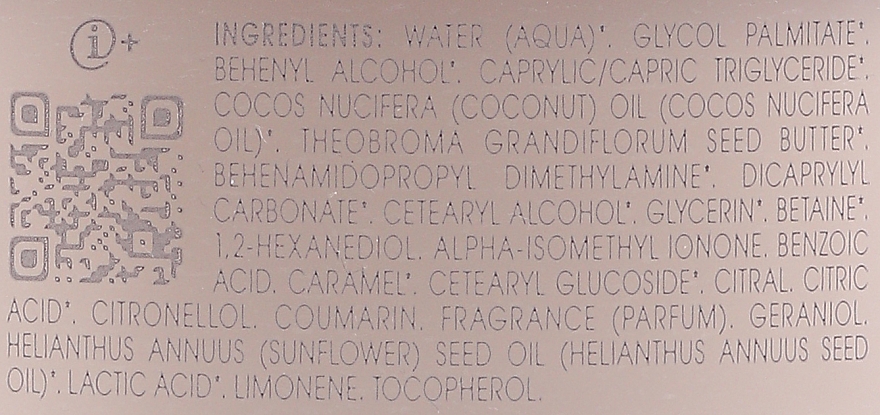 i+
INGREDIENTS: WATER (AQUA)*, GLYCOL PALMITATE*,
BEHENYL ALCOHOL*, CAPRYLIC/CAPRIC TRIGLYCERIDE*,
COCOS NUCIFERA (COCONUT) OIL (COCOS NUCIFERA
OIL)*, THEOBROMA GRANDIFLORUM SEED BUTTER*,
BEHENAMIDOPROPYL DIMETHYLAMINE*, DICAPRYLYL
CARBONATE*, CETEARYL ALCOHOL*, GLYCERIN*, BETAINE*,
1,2-HEXANEDIOL, ALPHA-ISOMETHYL IONONE, BENZOIC
ACID, CARAMEL*, CETEARYL GLUCOSIDE*, CITRAL, CITRIC
ACID*, CITRONELLOL, COUMARIN, FRAGRANCE (PARFUM), GERANIOL,
HELIANTHUS ANNUUS (SUNFLOWER) SEED OIL (HELIANTHUS ANNUUS SEED
OIL)*, LACTIC ACID*, LIMONENE, TOCOPHEROL.